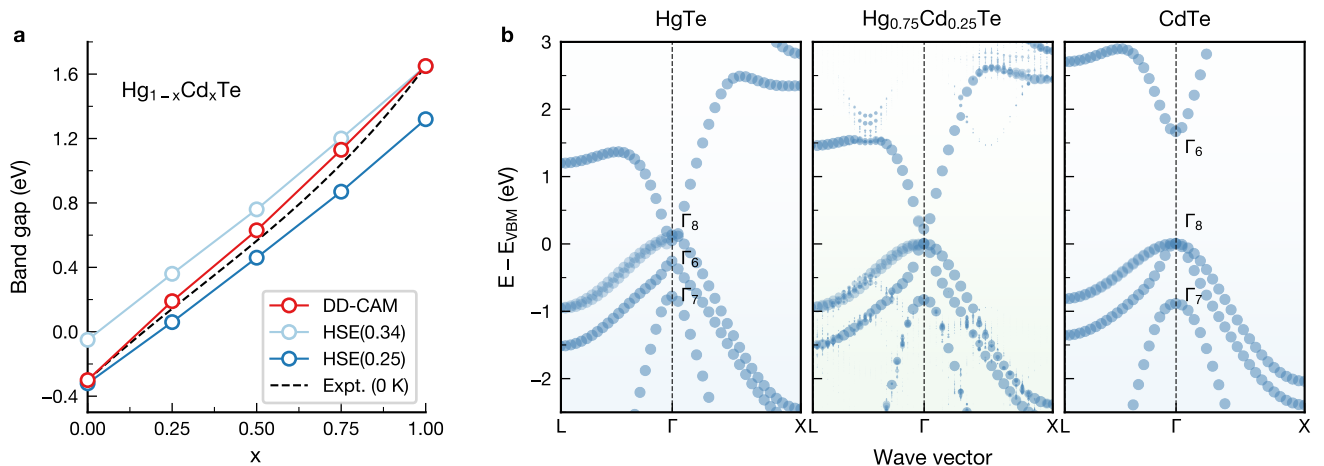 a
Hg₁₋ₓCdₓTe
Band gap (eV)
1.6
1.2
0.8
0.4
0.0
−0.4
DD-CAM
HSE(0.34)
HSE(0.25)
Expt. (0 K)
0.00
0.25
0.50
0.75
1.00
x
b
HgTe
Hg₀.₇₅Cd₀.₂₅Te
CdTe
E − E_VBM (eV)
3
2
1
0
−1
−2
Γ₈
Γ₆
Γ₇
Γ₆
Γ₈
Γ₇
L
Γ
X
L
Γ
X
L
Γ
X
Wave vector